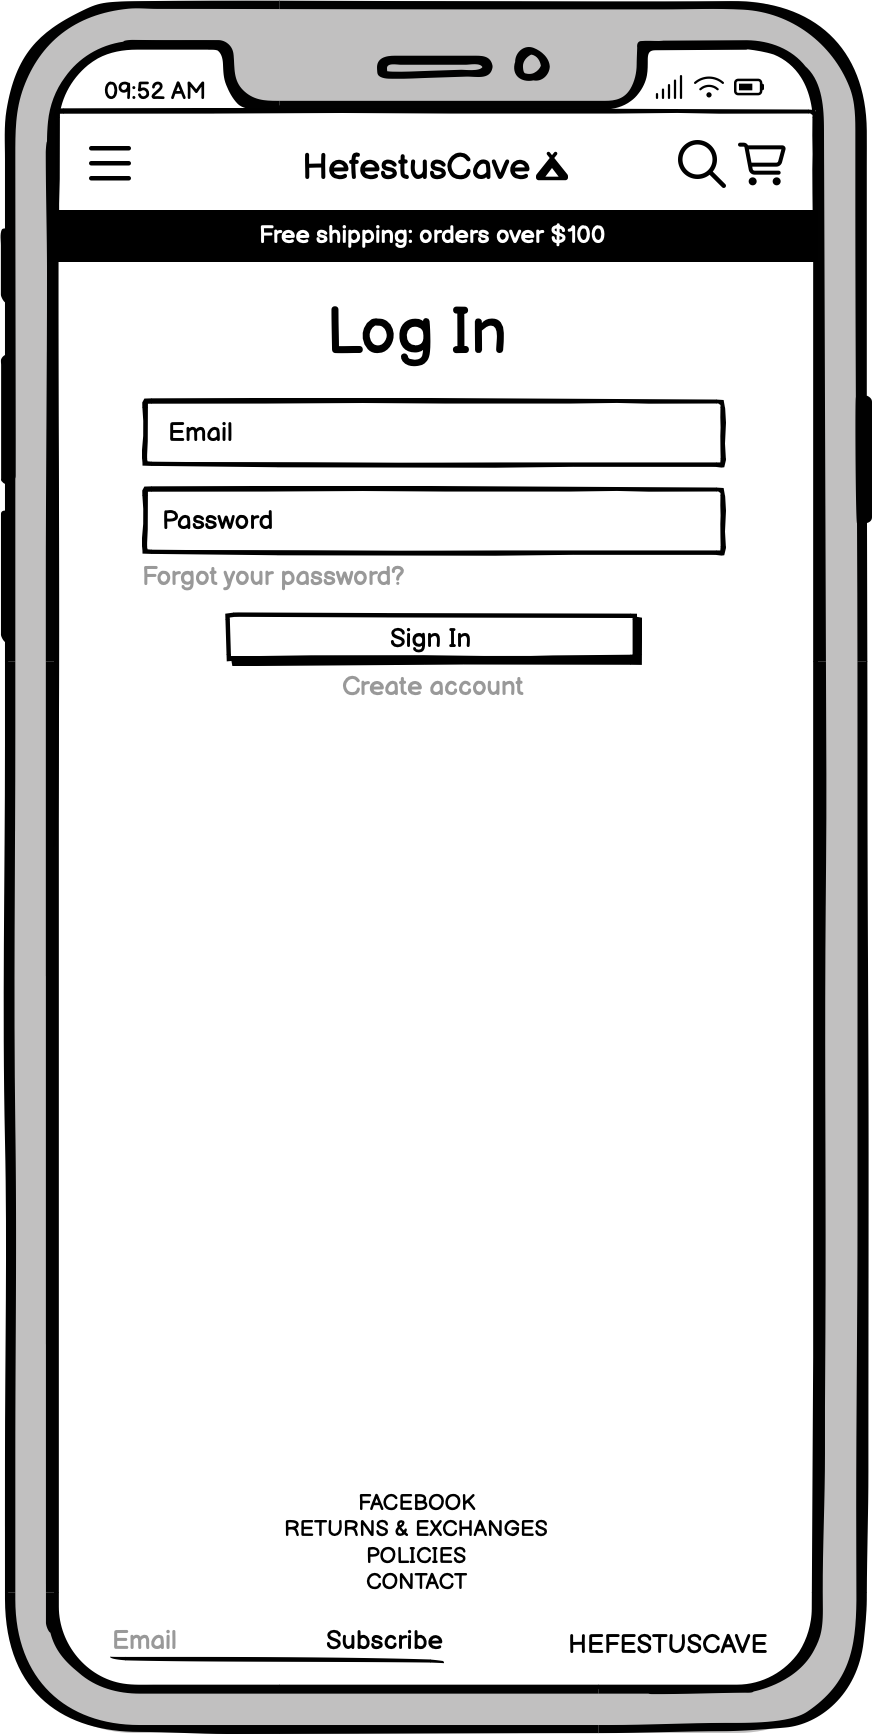 09:52 AM
HefestusCave
Free shipping: orders over $100
Log In
Email
Password
Forgot your password?
Sign In
Create account
FACEBOOK
RETURNS & EXCHANGES
POLICIES
CONTACT
Email Subscribe HEFESTUSCAVE